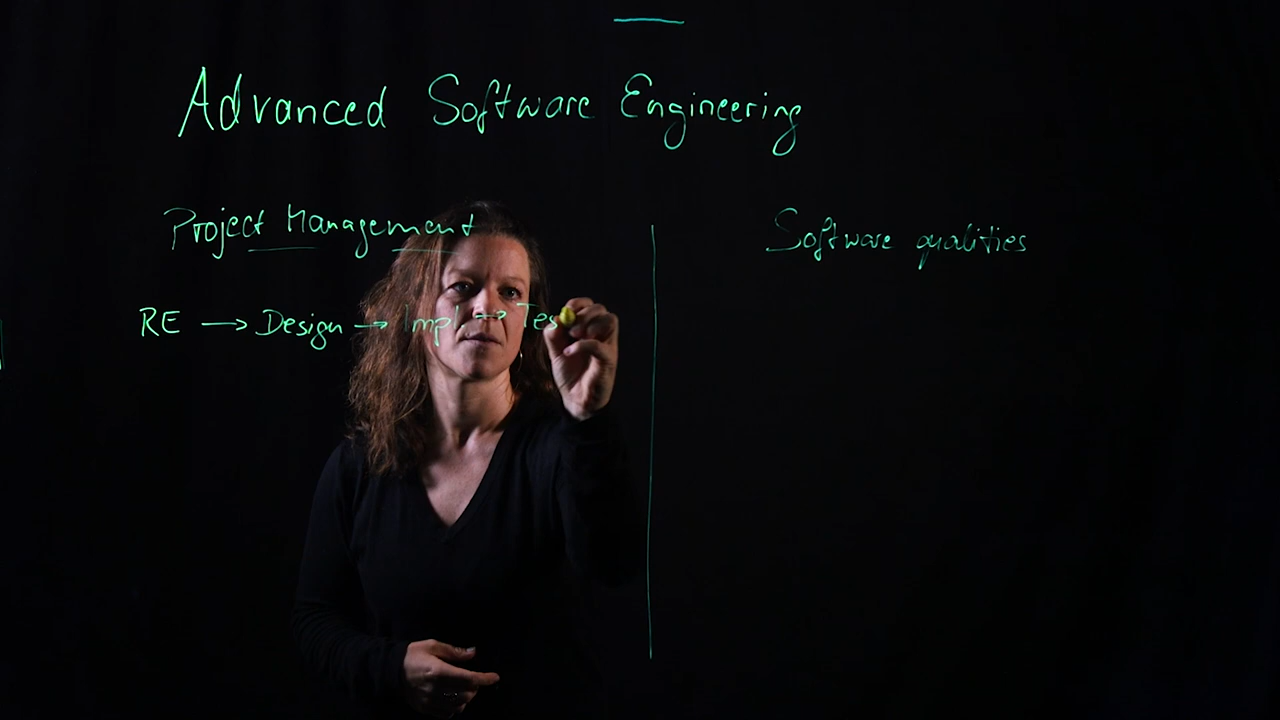 Advanced Software Engineering
Project Management
RE → Design → Impl → Tes
Software qualities